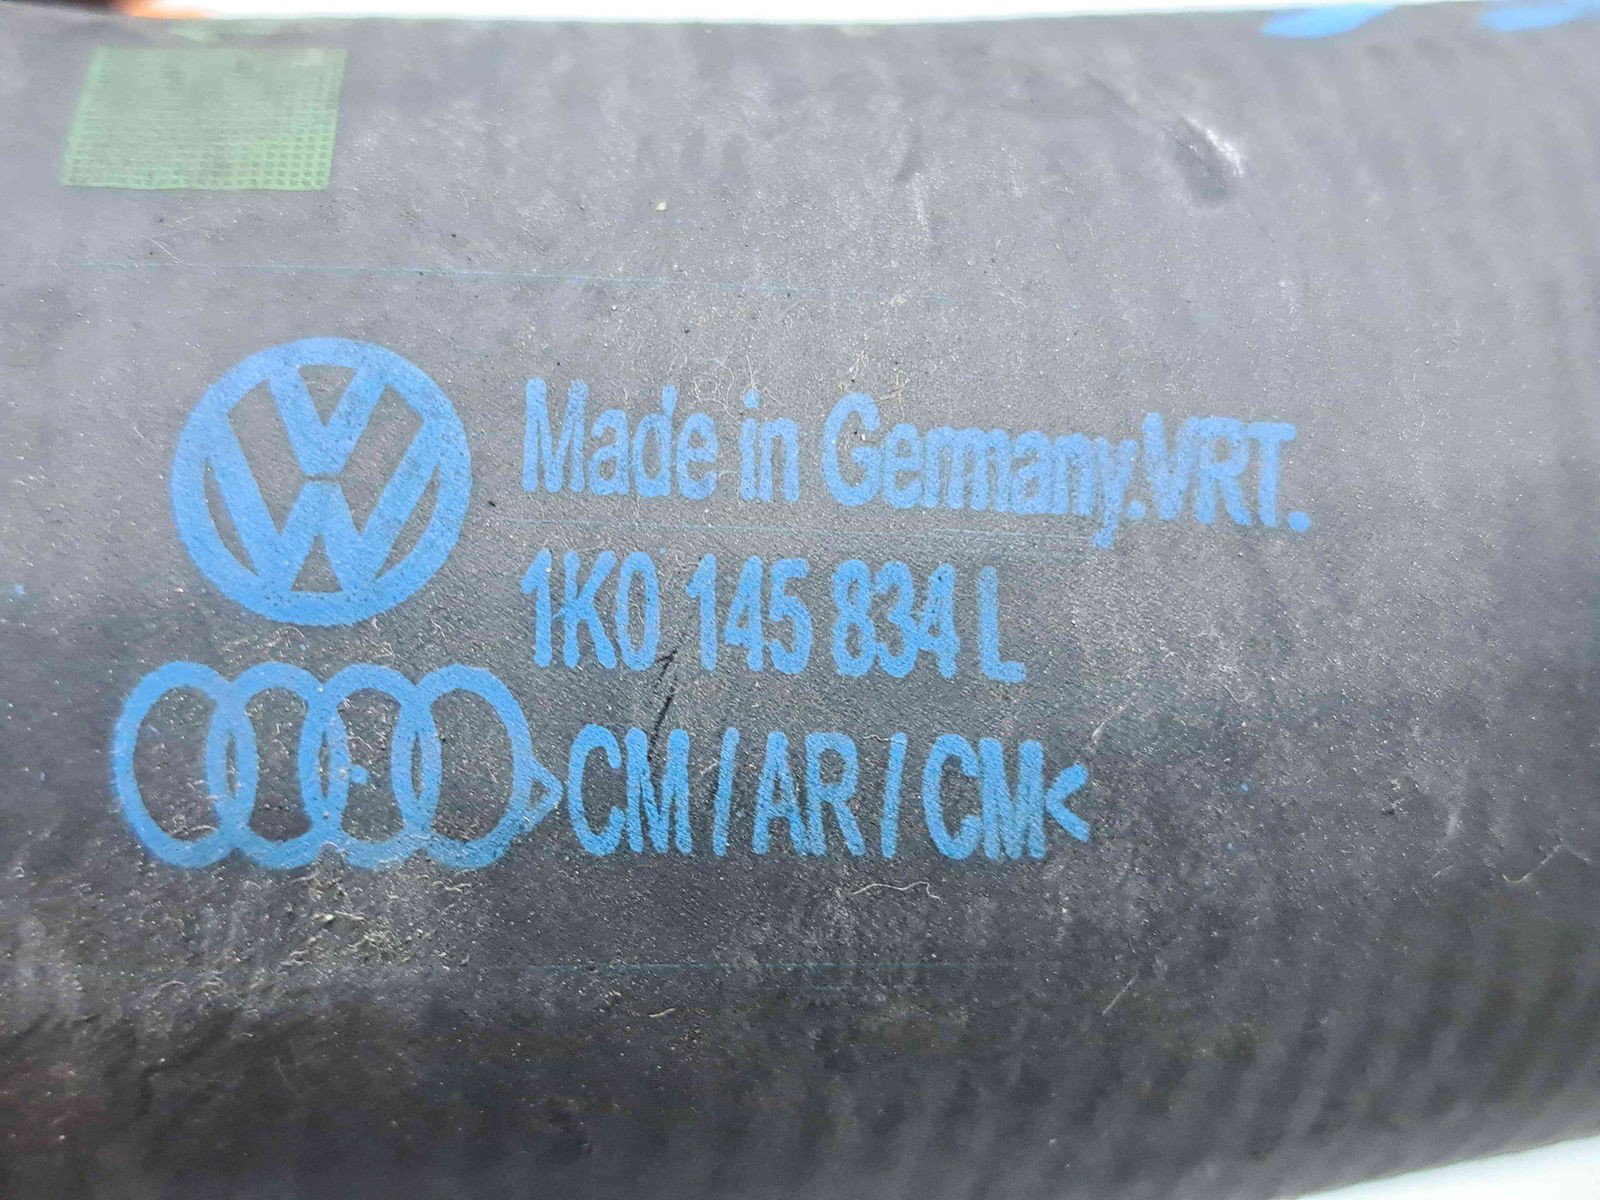 Made in Germany.VRT.
1K0 145 834 L
>CM/AR/CM<